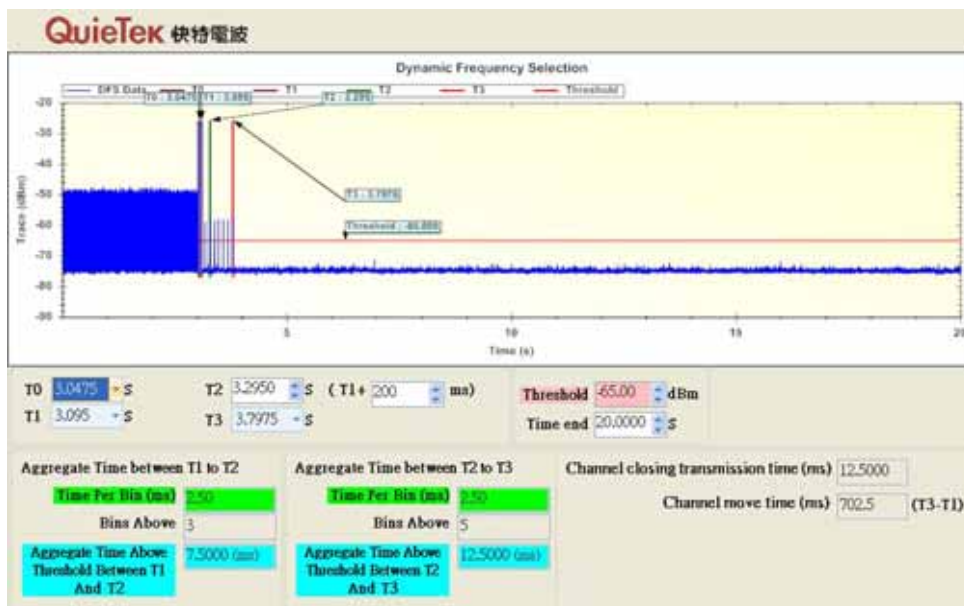 QuieTek 快特電波
Dynamic Frequency Selection
DFS Data T0 T1 T2 T3 Threshold
T0 : 3.0475 T1 : 3.095 T2 : 3.295
T3 : 3.7975
Threshold : -65.000
Trace (dBm)
-20
-30
-40
-50
-60
-70
-80
-90
5 10 15 20
Time (s)
T0 3.0475 S T2 3.2950 S ( T1+ 200 ms) Threshold -65.00 dBm
T1 3.095 S T3 3.7975 S Time end 20.0000 S
Aggregate Time between T1 to T2
Time Per Bin (ms) 2.50
Bins Above 3
Aggregate Time Above Threshold Between T1 And T2 7.5000 (ms)
Aggregate Time between T2 to T3
Time Per Bin (ms) 2.50
Bins Above 5
Aggregate Time Above Threshold Between T2 And T3 12.5000 (ms)
Channel closing transmission time (ms) 12.5000
Channel move time (ms) 702.5 (T3-T1)